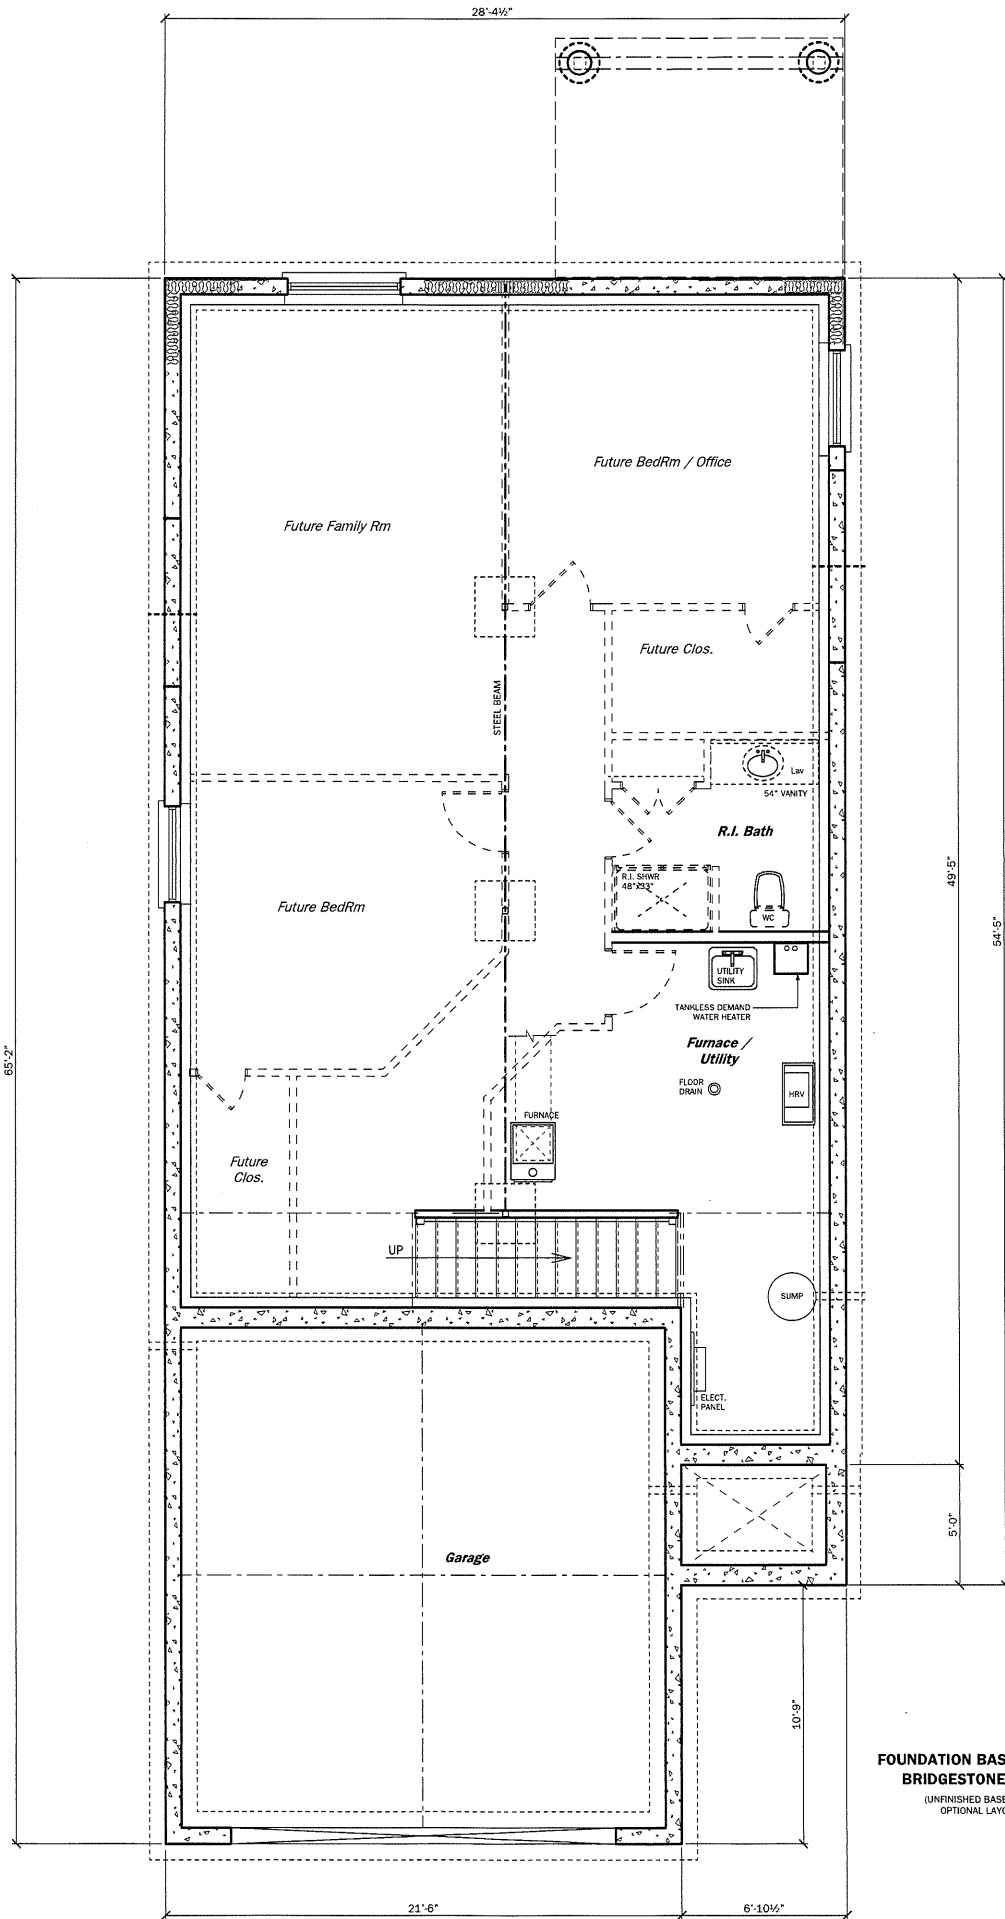 28'-4½"
Future BedRm / Office
Future Family Rm
Future Clos.
STEEL BEAM
Lav
54" VANITY
R.I. Bath
R.I. SHWR
48"x33"
Future BedRm
WC
UTILITY
SINK
TANKLESS DEMAND
WATER HEATER
Furnace /
Utility
FLOOR
DRAIN
HRV
FURNACE
Future
Clos.
UP
SUMP
ELECT.
PANEL
Garage
49'-5"
54'-5"
65'-2"
5'-0"
10'-9"
FOUNDATION BAS
BRIDGESTONE
(UNFINISHED BASE
OPTIONAL LAYO
21'-6"
6'-10½"